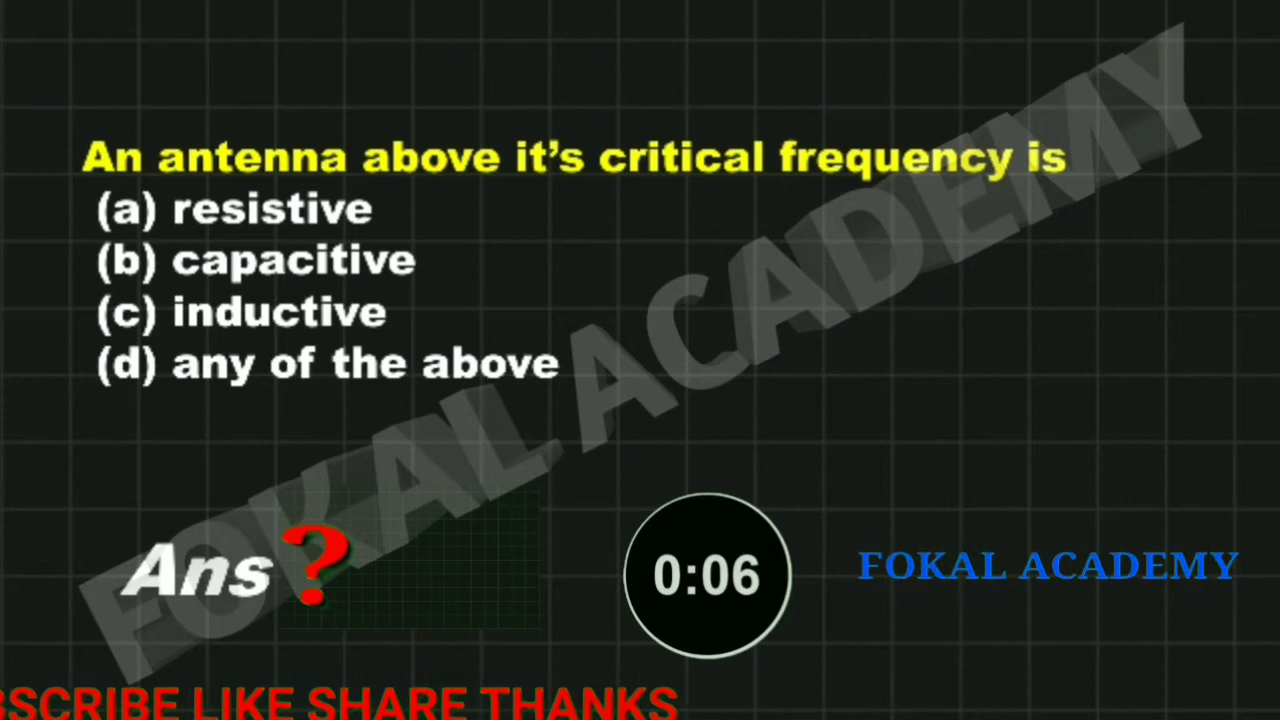 An antenna above it's critical frequency is
(a) resistive
(b) capacitive
(c) inductive
(d) any of the above
FOKAL ACADEMY
Ans ?
0:06
FOKAL ACADEMY
BSCRIBE LIKE SHARE THANKS